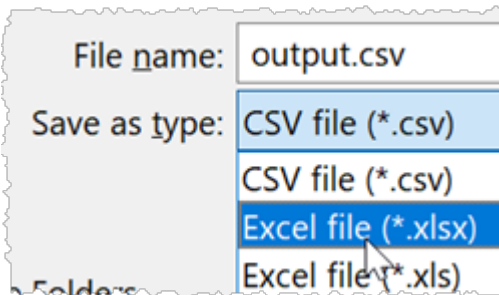 File name: output.csv
Save as type: CSV file (*.csv)
CSV file (*.csv)
Excel file (*.xlsx)
Excel file (*.xls)
Folders